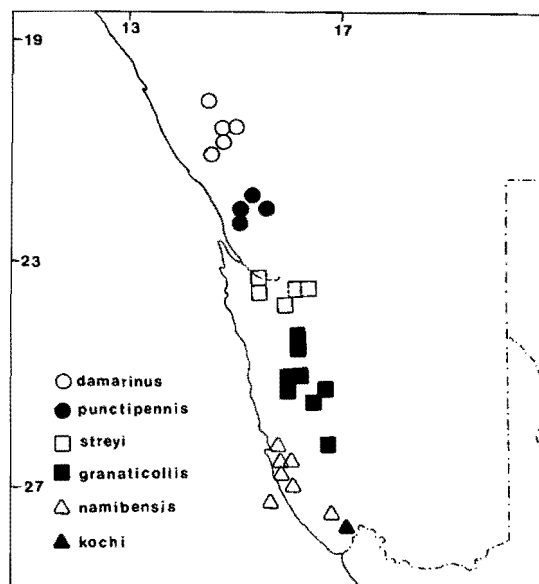 13 17
19
23
27
damarinus
punctipennis
streyi
granaticollis
namibensis
kochi